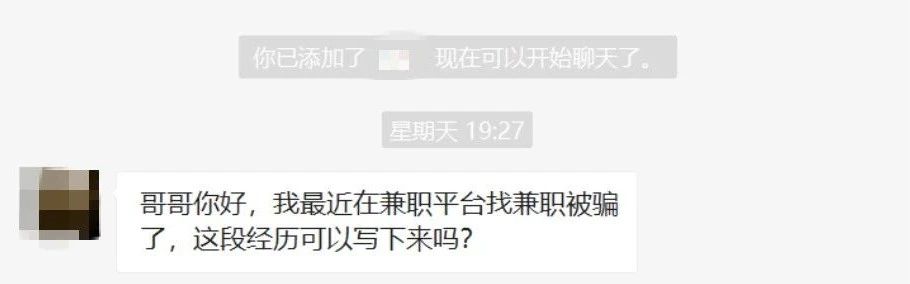 你已添加了 现在可以开始聊天了。
星期天 19:27
哥哥你好，我最近在兼职平台找兼职被骗
了，这段经历可以写下来吗？